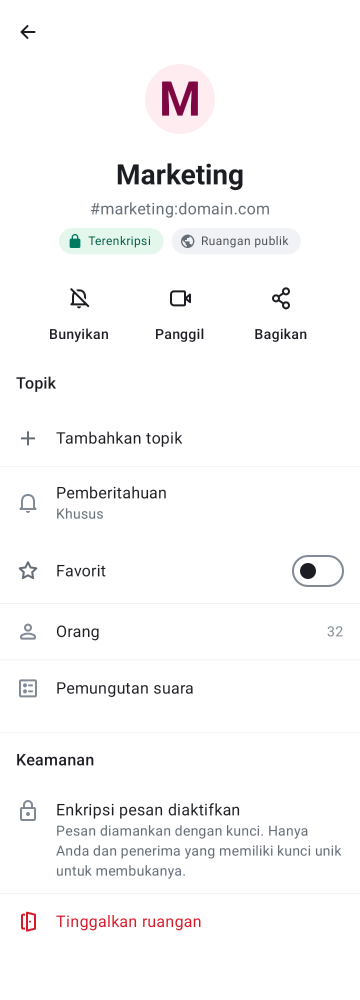 M
Marketing
#marketing:domain.com
Terenkripsi
Ruangan publik
Bunyikan
Panggil
Bagikan
Topik
Tambahkan topik
Pemberitahuan
Khusus
Favorit
Orang 32
Pemungutan suara
Keamanan
Enkripsi pesan diaktifkan
Pesan diamankan dengan kunci. Hanya
Anda dan penerima yang memiliki kunci unik
untuk membukanya.
Tinggalkan ruangan